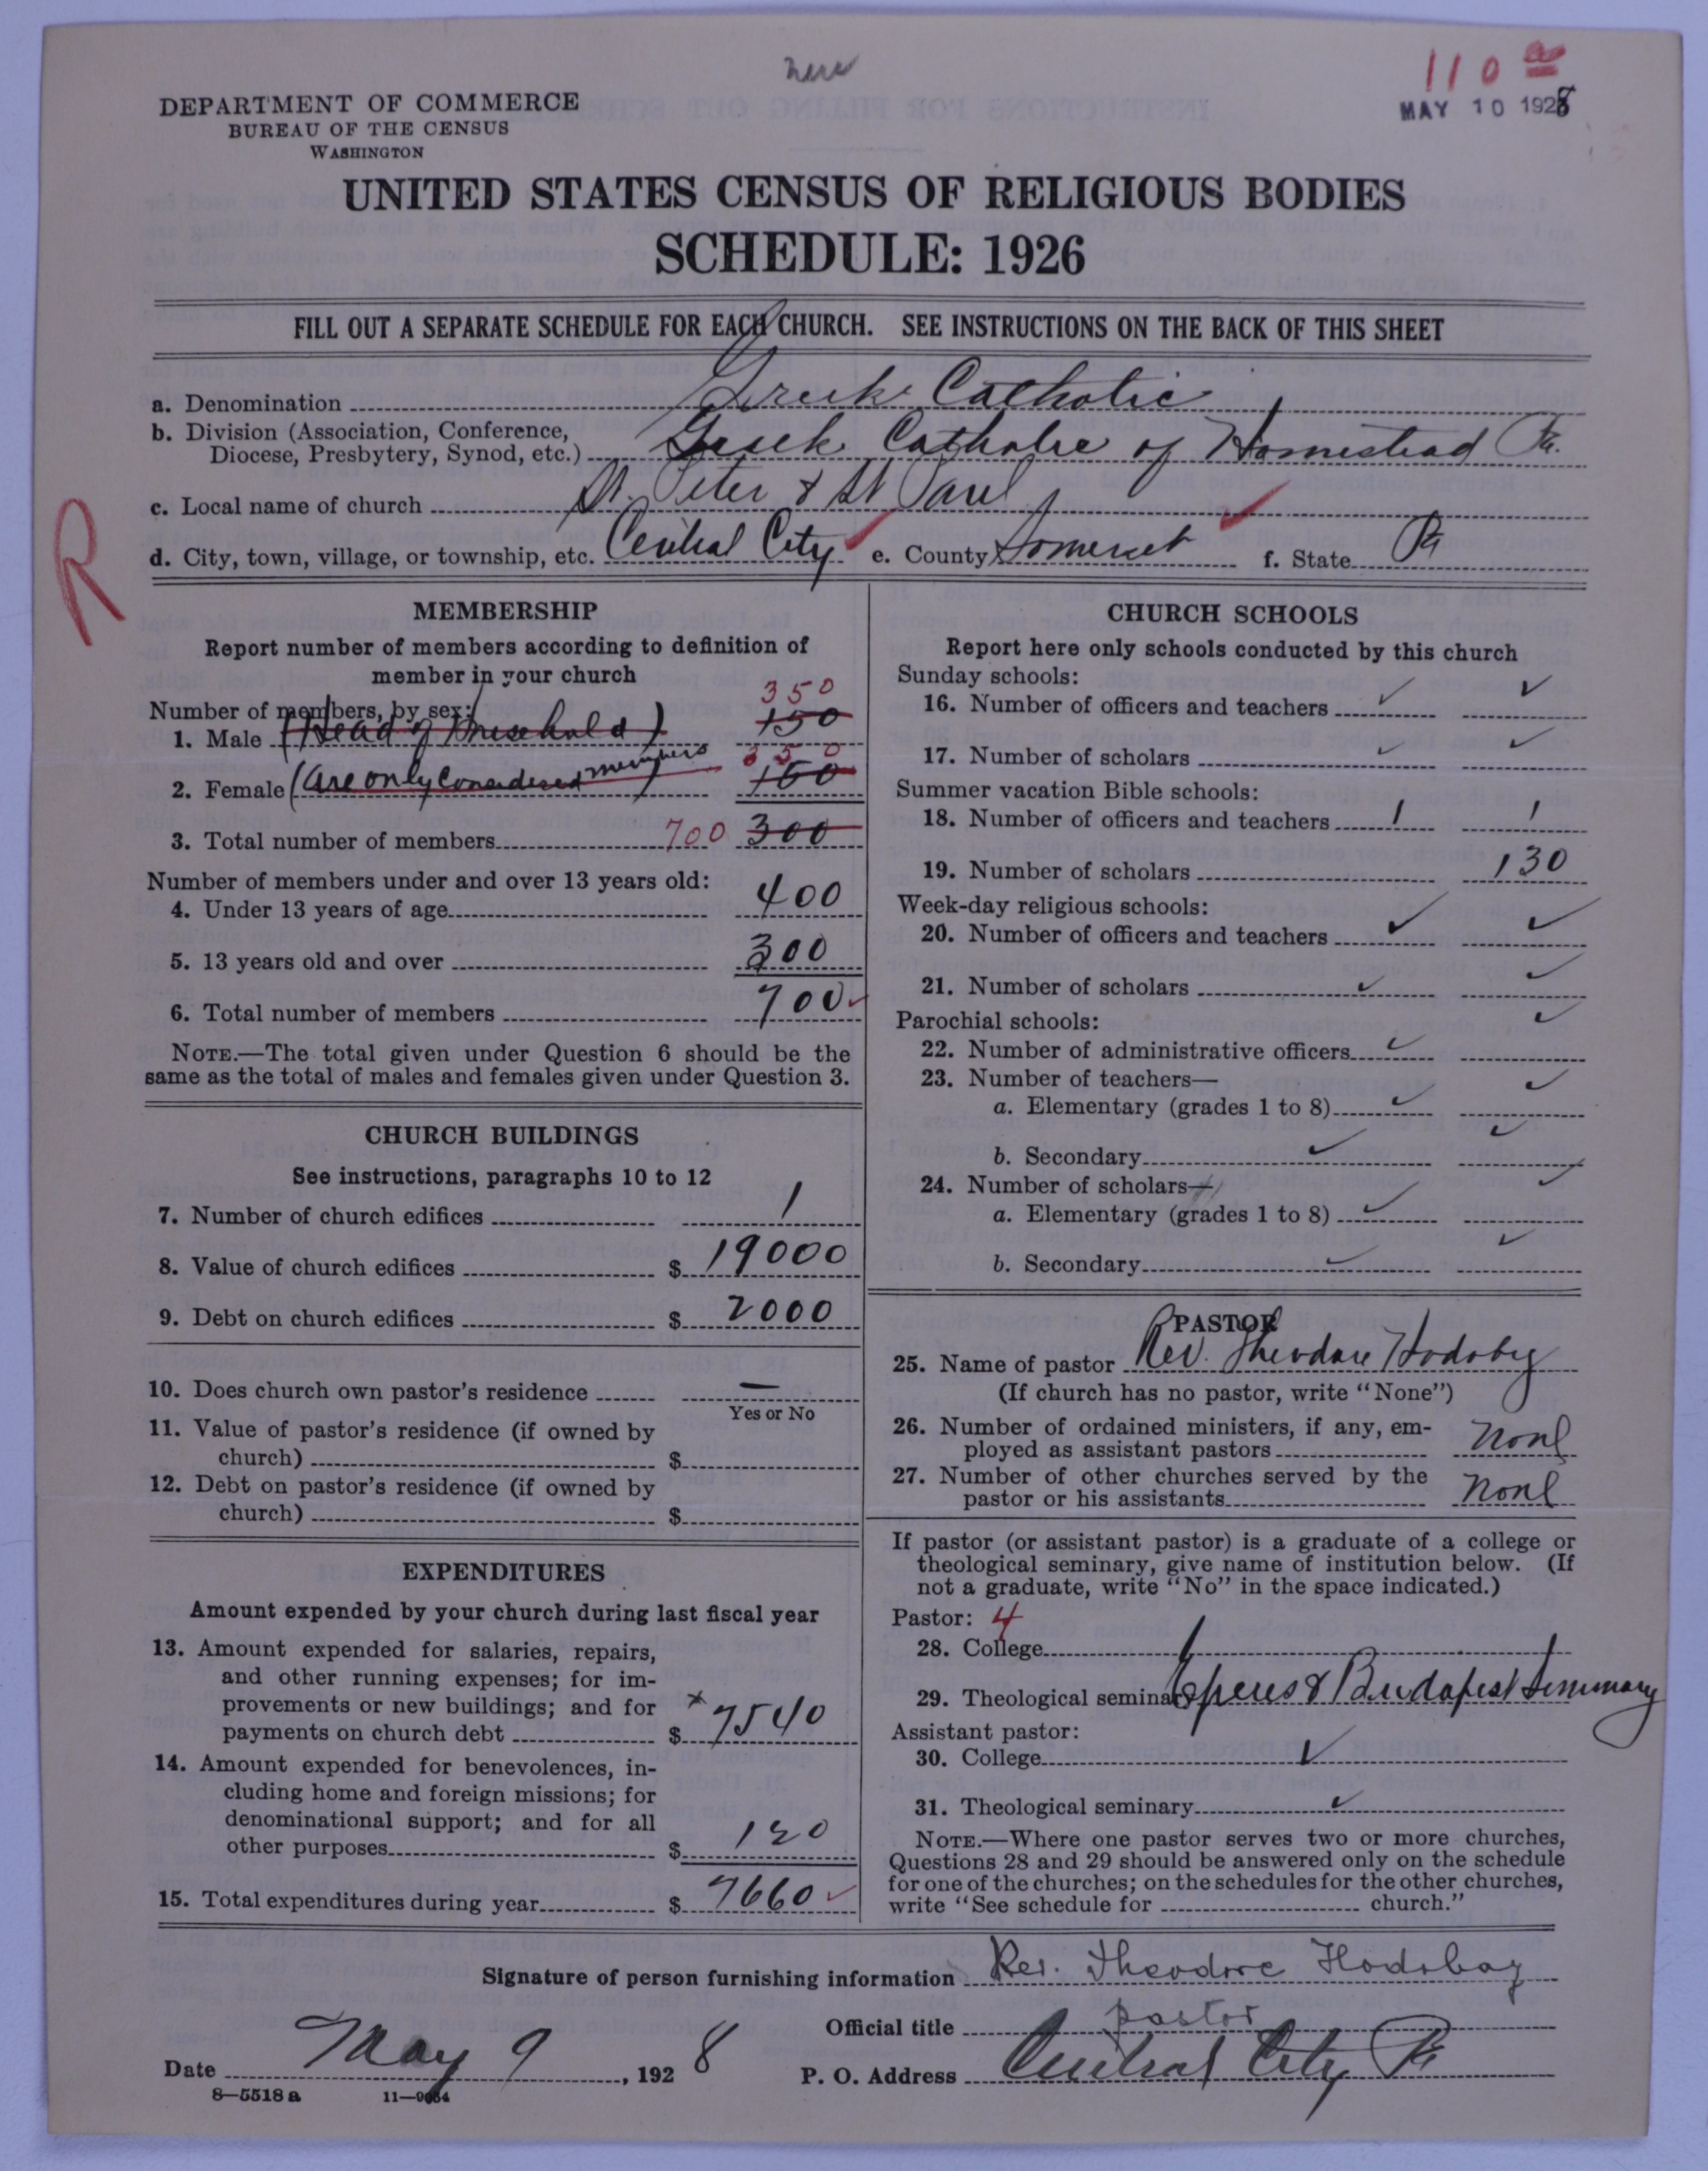 new
110 a
MAY 10 1928
DEPARTMENT OF COMMERCE
BUREAU OF THE CENSUS
WASHINGTON
UNITED STATES CENSUS OF RELIGIOUS BODIES
SCHEDULE: 1926
FILL OUT A SEPARATE SCHEDULE FOR EACH CHURCH. SEE INSTRUCTIONS ON THE BACK OF THIS SHEET
a. Denomination Greek Catholic
b. Division (Association, Conference,
Diocese, Presbytery, Synod, etc.) Greek Catholic of Homestead Pa.
c. Local name of church St. Peter & St Paul
R
d. City, town, village, or township, etc. Central City e. County Somerset f. State Pa
MEMBERSHIP
Report number of members according to definition of
member in your church
Number of members, by sex: 350
1. Male (Head of Household) 150
350
2. Female (are only Considered members) 150
3. Total number of members 700 300
Number of members under and over 13 years old:
4. Under 13 years of age 400
5. 13 years old and over 300
6. Total number of members 700
NOTE.—The total given under Question 6 should be the
same as the total of males and females given under Question 3.
CHURCH BUILDINGS
See instructions, paragraphs 10 to 12
7. Number of church edifices 1
8. Value of church edifices $ 19000
9. Debt on church edifices $ 2000
10. Does church own pastor's residence —
Yes or No
11. Value of pastor's residence (if owned by
church) $
12. Debt on pastor's residence (if owned by
church) $
EXPENDITURES
Amount expended by your church during last fiscal year
13. Amount expended for salaries, repairs,
and other running expenses; for im-
provements or new buildings; and for
payments on church debt $ 7540
14. Amount expended for benevolences, in-
cluding home and foreign missions; for
denominational support; and for all
other purposes $ 120
15. Total expenditures during year $ 7660
CHURCH SCHOOLS
Report here only schools conducted by this church
Sunday schools:
16. Number of officers and teachers ✓ ✓
17. Number of scholars ✓ ✓
Summer vacation Bible schools:
18. Number of officers and teachers 1 1
19. Number of scholars 130
Week-day religious schools:
20. Number of officers and teachers ✓ ✓
21. Number of scholars ✓ ✓
Parochial schools:
22. Number of administrative officers ✓ ✓
23. Number of teachers—
a. Elementary (grades 1 to 8) ✓ ✓
b. Secondary ✓ ✓
24. Number of scholars—
a. Elementary (grades 1 to 8) ✓ ✓
b. Secondary ✓ ✓
PASTOR
25. Name of pastor Rev. Theodore Hodobay
(If church has no pastor, write "None")
26. Number of ordained ministers, if any, em-
ployed as assistant pastors none
27. Number of other churches served by the
pastor or his assistants none
If pastor (or assistant pastor) is a graduate of a college or
theological seminary, give name of institution below. (If
not a graduate, write "No" in the space indicated.)
Pastor: 4
28. College
29. Theological seminary Eperes & Budapest Seminary
Assistant pastor:
30. College ✓
31. Theological seminary ✓
NOTE.—Where one pastor serves two or more churches,
Questions 28 and 29 should be answered only on the schedule
for one of the churches; on the schedules for the other churches,
write "See schedule for church."
Signature of person furnishing information Rev. Theodore Hodobay
Official title pastor
Date May 9, 1928 P. O. Address Central City Pa
8—5518 a 11—9034